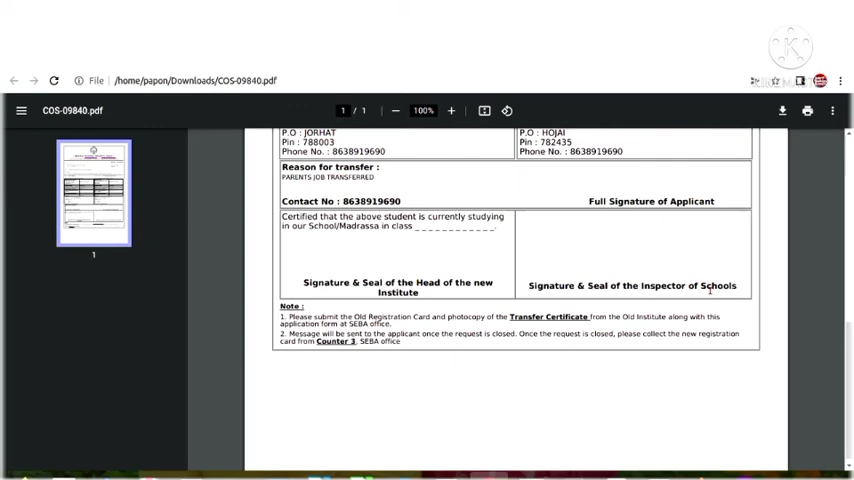 File /home/papon/Downloads/COS-09840.pdf
COS-09840.pdf 1 / 1 100%
P.O : JORHAT
Pin : 788003
Phone No. : 8638919690
P.O : HOJAI
Pin : 782435
Phone No. : 8638919690
Reason for transfer :
PARENTS JOB TRANSFERRED
Contact No : 8638919690
Full Signature of Applicant
Certified that the above student is currently studying
in our School/Madrassa in class _ _ _ _ _ _ _ _ _ _ _ _.
Signature & Seal of the Head of the new
Institute
Signature & Seal of the Inspector of Schools
Note :
1. Please submit the Old Registration Card and photocopy of the Transfer Certificate from the Old Institute along with this
application form at SEBA office.
2. Message will be sent to the applicant once the request is closed. Once the request is closed, please collect the new registration
card from Counter 3, SEBA office
1